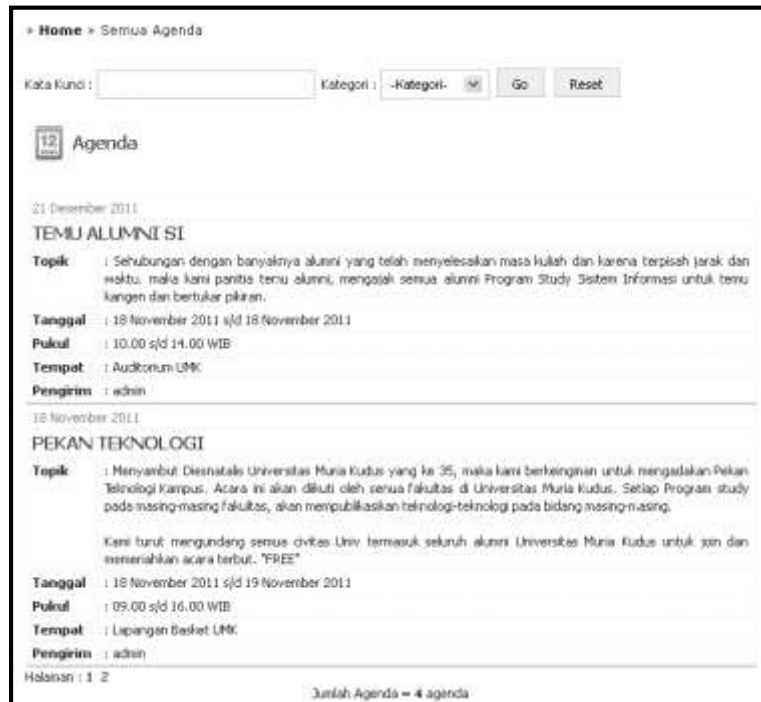 » Home » Semua Agenda
Kata Kunci : Kategori : -Kategori- Go Reset
12
Agenda
21 Desember 2011
TEMU ALUMNI SI
Topik : Sehubungan dengan banyaknya alumni yang telah menyelesaikan masa kuliah dan karena terpisah jarak dan
waktu, maka kami panitia temu alumni, mengajak semua alumni Program Study Sistem Informasi untuk temu
kangen dan bertukar pikiran.
Tanggal : 18 November 2011 s/d 18 November 2011
Pukul : 10.00 s/d 14.00 WIB
Tempat : Auditorium UMK
Pengirim : admin
18 November 2011
PEKAN TEKNOLOGI
Topik : Menyambut Diesnatalis Universitas Muria Kudus yang ke 35, maka kami berkeinginan untuk mengadakan Pekan
Teknologi Kampus. Acara ini akan diikuti oleh semua fakultas di Universitas Muria Kudus. Setiap Program study
pada masing-masing fakultas, akan mempublikasikan teknologi-teknologi pada bidang masing-masing.
Kami turut mengundang semua civitas Univ termasuk seluruh alumni Universitas Muria Kudus untuk join dan
memeriahkan acara terbut. "FREE"
Tanggal : 18 November 2011 s/d 19 November 2011
Pukul : 09.00 s/d 16.00 WIB
Tempat : Lapangan Basket UMK
Pengirim : admin
Halaman : 1 2
Jumlah Agenda = 4 agenda